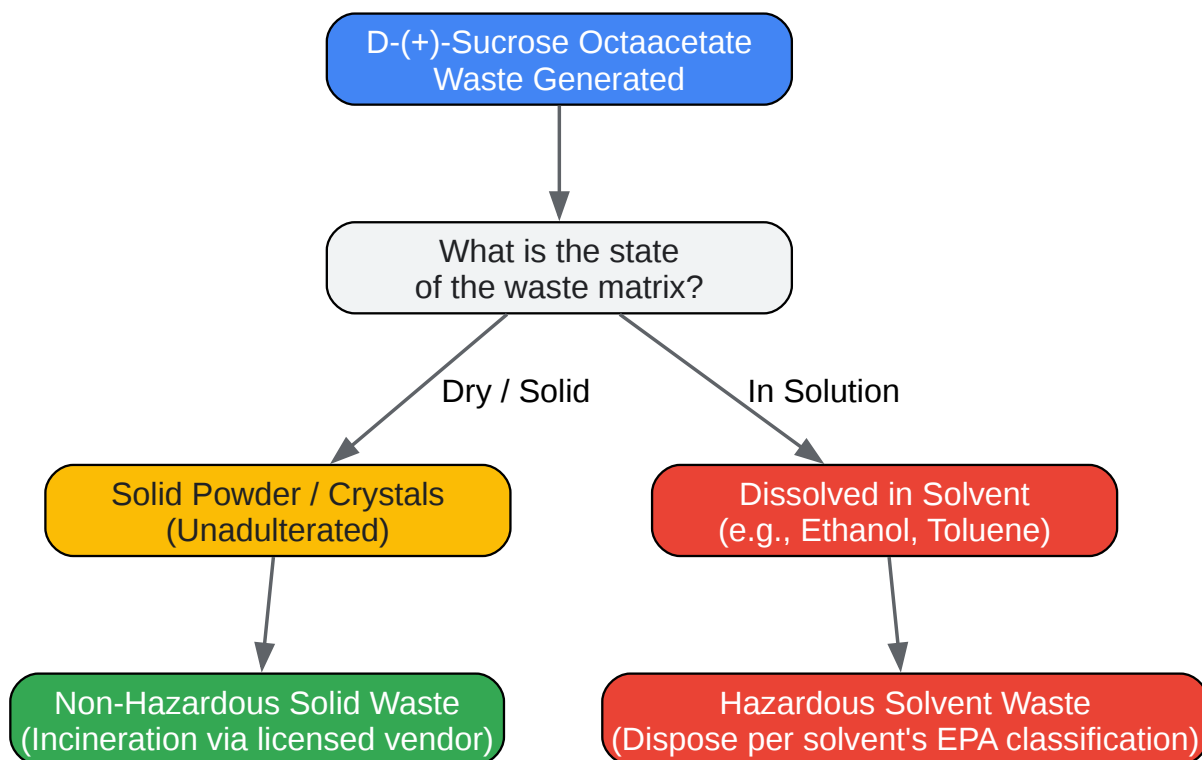 D-(+)-Sucrose Octaacetate
Waste Generated
What is the state
of the waste matrix?
Dry / Solid
In Solution
Solid Powder / Crystals
(Unadulterated)
Dissolved in Solvent
(e.g., Ethanol, Toluene)
Non-Hazardous Solid Waste
(Incineration via licensed vendor)
Hazardous Solvent Waste
(Dispose per solvent's EPA classification)